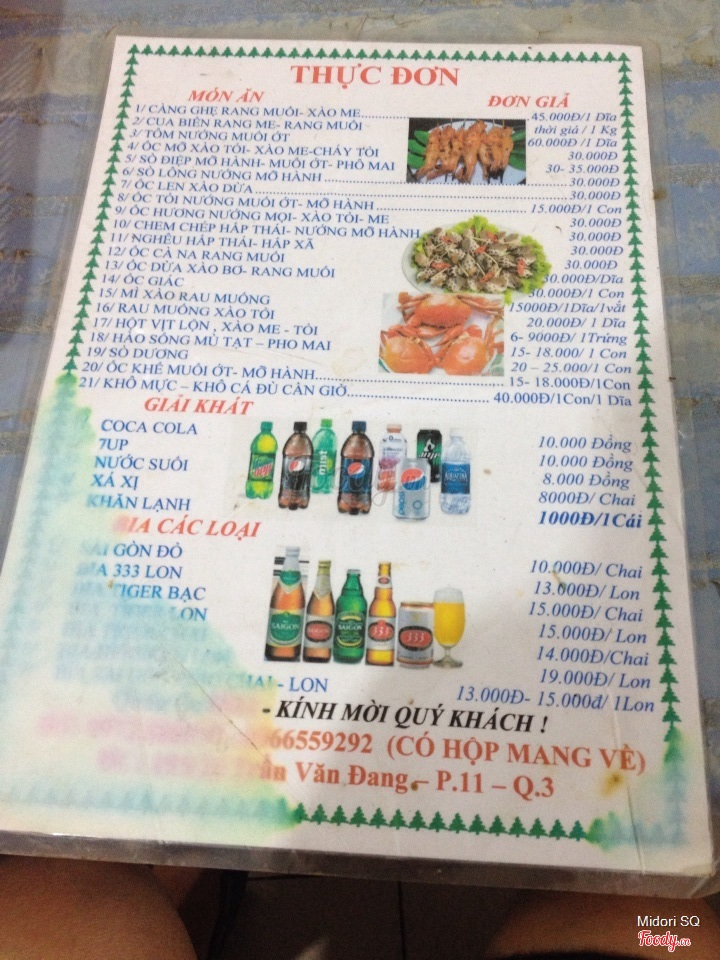 THỰC ĐƠN
MÓN ĂN ĐƠN GIÁ
1/ CÀNG GHẸ RANG MUỐI- XÀO ME 45.000Đ/1 Dĩa
2/ CUA BIỂN RANG ME- RANG MUỐI thời giá / 1 Kg
3/ TÔM NƯỚNG MUỐI ỚT 60.000Đ /1 Dĩa
4/ ỐC MỠ XÀO TỎI- XÀO ME-CHÁY TỎI 30.000Đ
5/ SÒ ĐIỆP MỠ HÀNH- MUỐI ỚT- PHÔ MAI 30- 35.000Đ
6/ SÒ LÔNG NƯỚNG MỠ HÀNH 30.000Đ
7/ ỐC LEN XÀO DỪA 30.000Đ
8/ ỐC TỎI NƯỚNG MUỐI ỚT- MỠ HÀNH 15.000Đ/1 Con
9/ ỐC HƯƠNG NƯỚNG MỌI- XÀO TỎI- ME 30.000Đ
10/ CHEM CHÉP HẤP THÁI- NƯỚNG MỠ HÀNH 30.000Đ
11/ NGHÊU HẤP THÁI- HẤP XẢ 30.000Đ
12/ ỐC CÀ NA RANG MUỐI 30.000Đ
13/ ỐC DỪA XÀO BƠ- RANG MUỐI 30.000Đ/Dĩa
14/ ỐC GIÁC 30.000Đ/1 Con
15/ MÌ XÀO RAU MUỐNG 15000Đ/1Dĩa/1vắt
16/ RAU MUỐNG XÀO TỎI 20.000Đ / 1 Dĩa
17/ HỘT VỊT LỘN , XÀO ME - TỎI 6- 9000Đ/ 1Trứng
18/ HÀO SỐNG MÙ TẠT – PHO MAI 15- 18.000/ 1 Con
19/ SÒ DƯƠNG 20 – 25.000/1 Con
20/ ỐC KHẾ MUỐI ỚT- MỠ HÀNH 15- 18.000Đ/1Con
21/ KHÔ MỰC – KHÔ CÁ ĐÙ CẦN GIỜ 40.000Đ/1Con/1 Dĩa
GIẢI KHÁT
COCA COLA 10.000 Đồng
7UP 10.000 Đồng
NƯỚC SUỐI 8.000 Đồng
XÁ XỊ 8000Đ/ Chai
KHĂN LẠNH 1000Đ/1Cái
IA CÁC LOẠI
SÀI GÒN ĐỎ 10.000Đ/ Chai
BIA 333 LON 13.000Đ/ Lon
BIA TIGER BẠC 15.000Đ/ Chai
LON 15.000Đ/ Lon
14.000Đ/Chai
19.000Đ/ Lon
CHAI - LON 13.000Đ- 15.000đ/ 1Lon
- KÍNH MỜI QUÝ KHÁCH !
66559292 (CÓ HỘP MANG VỀ)
Trần Văn Đang – P.11 – Q.3
Midori SQ
Foody.vn